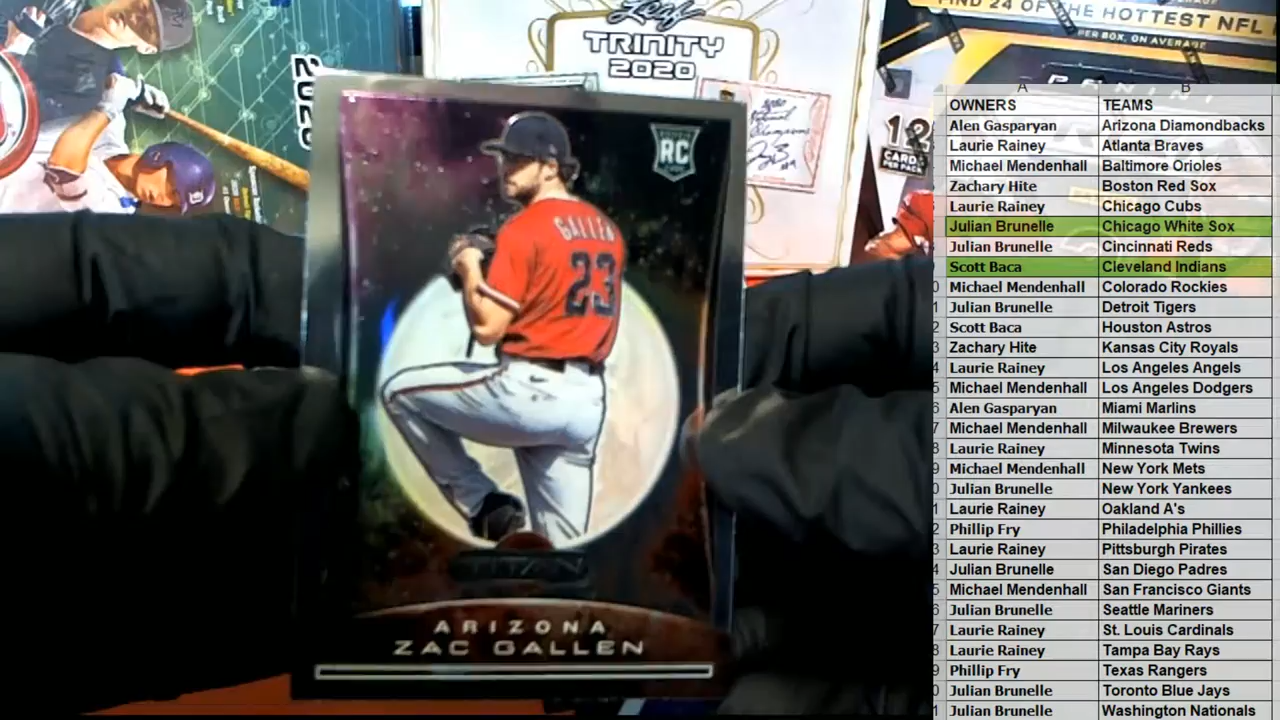 2020
Leaf
TRINITY
2020
FIND 24 OF THE HOTTEST NFL
PER BOX, ON AVERAGE
PANINI
CARDS
PER PACK
RC
GALLEN
23
TITAN
ARIZONA
ZAC GALLEN
A B
OWNERS TEAMS
Alen Gasparyan Arizona Diamondbacks
Laurie Rainey Atlanta Braves
Michael Mendenhall Baltimore Orioles
Zachary Hite Boston Red Sox
Laurie Rainey Chicago Cubs
Julian Brunelle Chicago White Sox
Julian Brunelle Cincinnati Reds
Scott Baca Cleveland Indians
Michael Mendenhall Colorado Rockies
Julian Brunelle Detroit Tigers
Scott Baca Houston Astros
Zachary Hite Kansas City Royals
Laurie Rainey Los Angeles Angels
Michael Mendenhall Los Angeles Dodgers
Alen Gasparyan Miami Marlins
Michael Mendenhall Milwaukee Brewers
Laurie Rainey Minnesota Twins
Michael Mendenhall New York Mets
Julian Brunelle New York Yankees
Laurie Rainey Oakland A's
Phillip Fry Philadelphia Phillies
Laurie Rainey Pittsburgh Pirates
Julian Brunelle San Diego Padres
Michael Mendenhall San Francisco Giants
Julian Brunelle Seattle Mariners
Laurie Rainey St. Louis Cardinals
Laurie Rainey Tampa Bay Rays
Phillip Fry Texas Rangers
Julian Brunelle Toronto Blue Jays
Julian Brunelle Washington Nationals